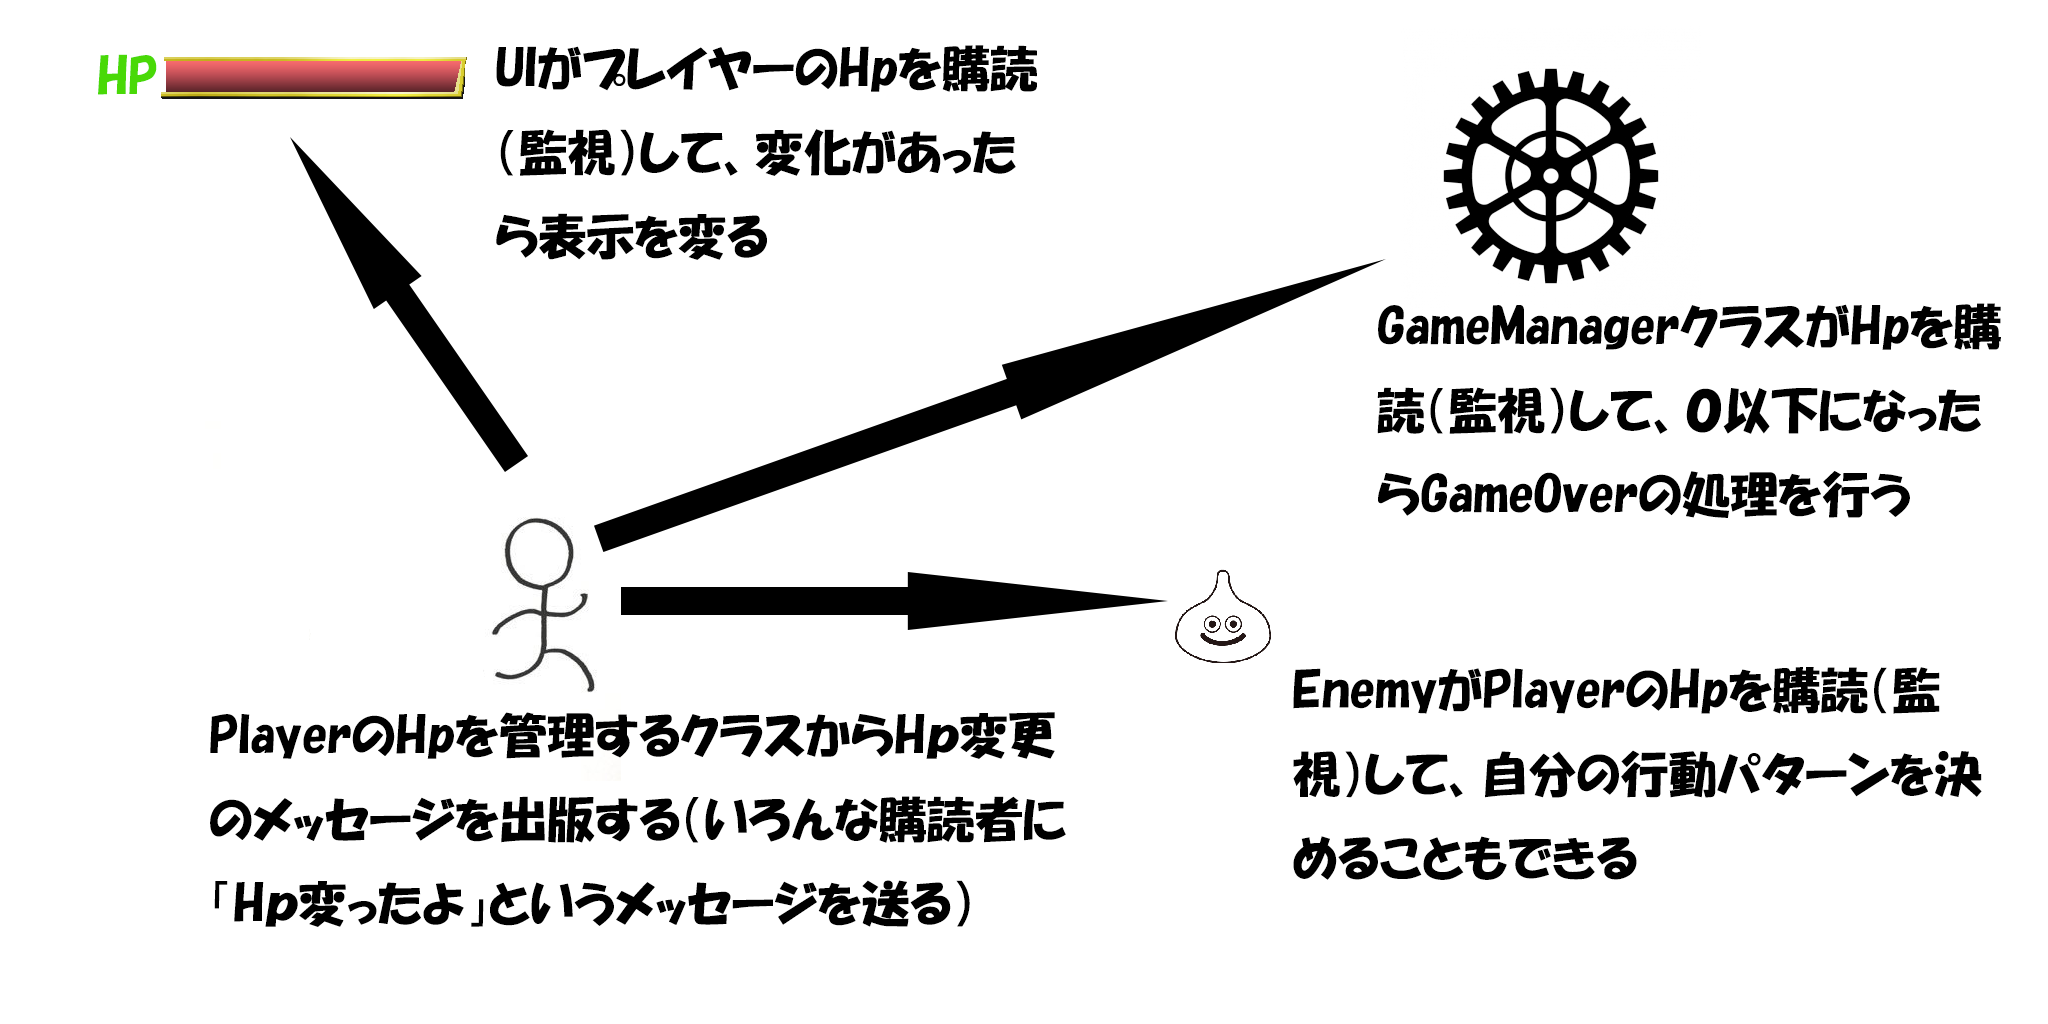 HP
UIがプレイヤーのHpを購読
(監視)して、変化があった
ら表示を変る
GameManagerクラスがHpを購
読(監視)して、0以下になった
らGameOverの処理を行う
EnemyがPlayerのHpを購読(監
視)して、自分の行動パターンを決
めることもできる
PlayerのHpを管理するクラスからHp変更
のメッセージを出版する(いろんな購読者に
「Hp変ったよ」というメッセージを送る)